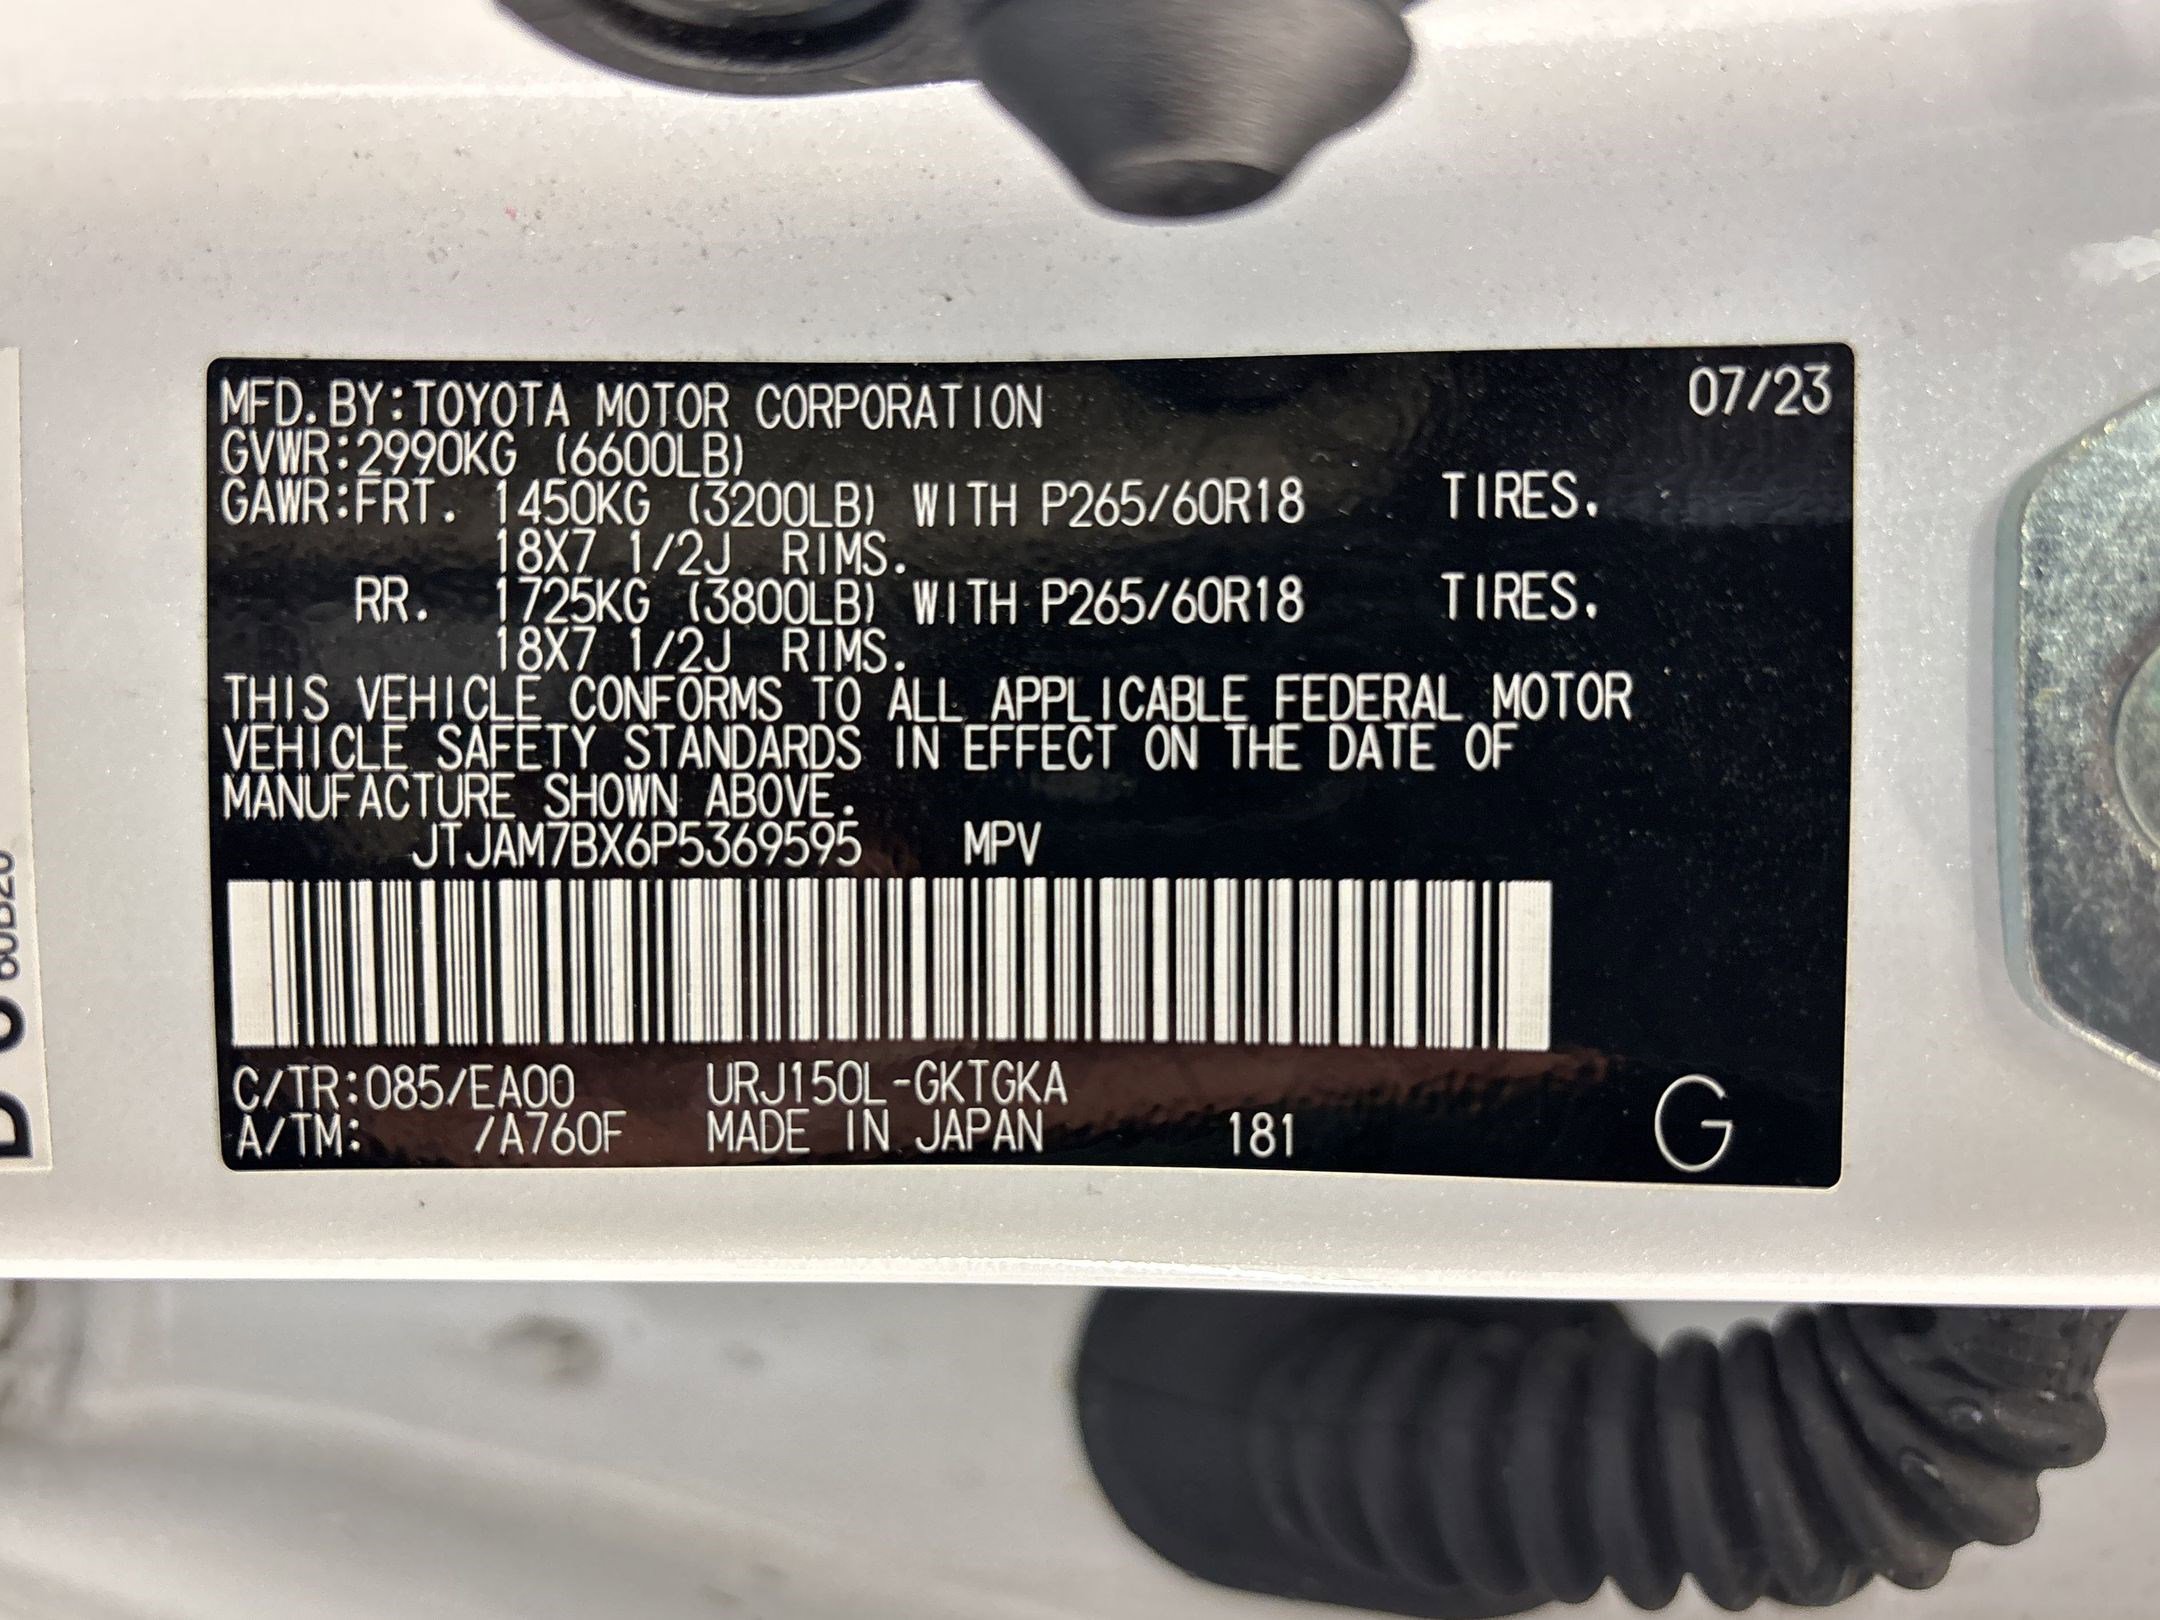 MFD.BY:TOYOTA MOTOR CORPORATION 07/23
GVWR:2990KG (6600LB)
GAWR:FRT. 1450KG (3200LB) WITH P265/60R18 TIRES.
18X7 1/2J RIMS.
RR. 1725KG (3800LB) WITH P265/60R18 TIRES.
18X7 1/2J RIMS.
THIS VEHICLE CONFORMS TO ALL APPLICABLE FEDERAL MOTOR
VEHICLE SAFETY STANDARDS IN EFFECT ON THE DATE OF
MANUFACTURE SHOWN ABOVE.
JTJAM7BX6P5369595 MPV
C/TR:085/EA00 URJ150L-GKTGKA
A/TM: /A760F MADE IN JAPAN 181 G